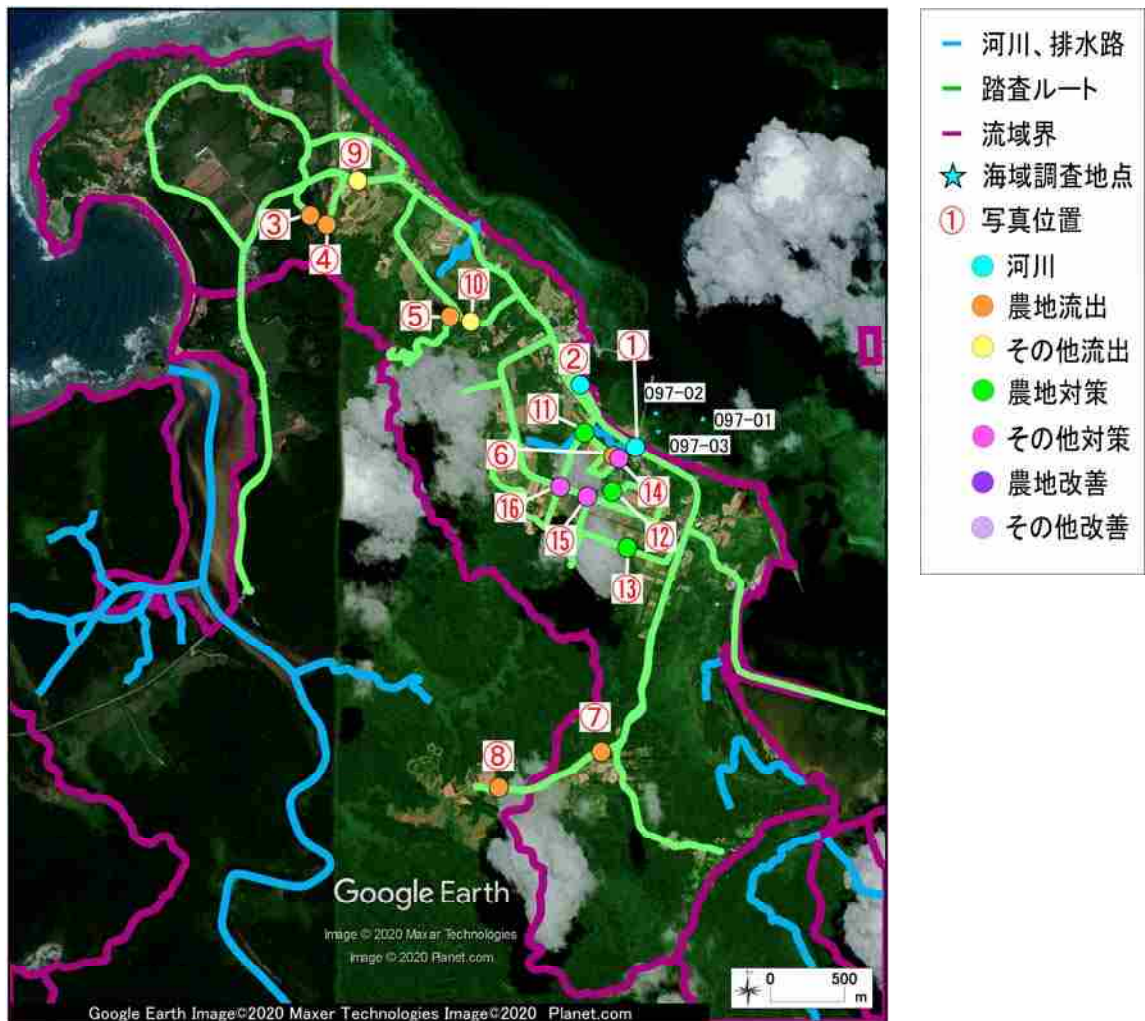 ⑨
③
④
⑩
⑤
②
①
097-02
097-01
⑪
097-03
⑥
⑭
⑯
⑮
⑫
⑬
⑦
⑧
Google Earth
Image © 2020 Maxar Technologies
Image © 2020 Planet.com
0 500
m
Google Earth Image©2020 Maxer Technologies Image©2020 Planet.com
河川、排水路
踏査ルート
流域界
海域調査地点
① 写真位置
河川
農地流出
その他流出
農地対策
その他対策
農地改善
その他改善